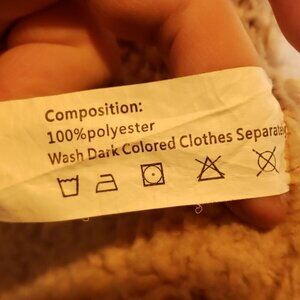 Composition:
100%polyester
Wash Dark Colored Clothes Separately